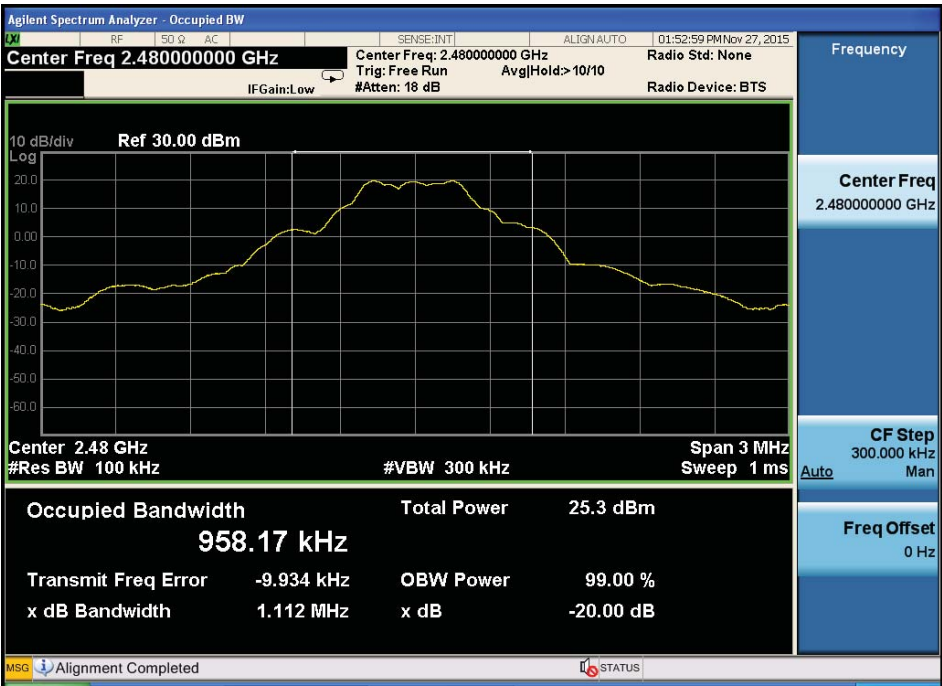 Agilent Spectrum Analyzer - Occupied BW
LXI RF 50 Ω AC SENSE:INT ALIGN AUTO 01:52:59 PM Nov 27, 2015
Center Freq 2.480000000 GHz
Center Freq: 2.480000000 GHz
Radio Std: None
Trig: Free Run Avg|Hold:>10/10
IFGain:Low
#Atten: 18 dB
Radio Device: BTS
10 dB/div Ref 30.00 dBm
Log
20.0
10.0
0.00
-10.0
-20.0
-30.0
-40.0
-50.0
-60.0
Center 2.48 GHz Span 3 MHz
#Res BW 100 kHz #VBW 300 kHz Sweep 1 ms
Occupied Bandwidth Total Power 25.3 dBm
958.17 kHz
Transmit Freq Error -9.934 kHz OBW Power 99.00 %
x dB Bandwidth 1.112 MHz x dB -20.00 dB
Frequency
Center Freq
2.480000000 GHz
CF Step
300.000 kHz
Auto Man
Freq Offset
0 Hz
MSG Alignment Completed STATUS